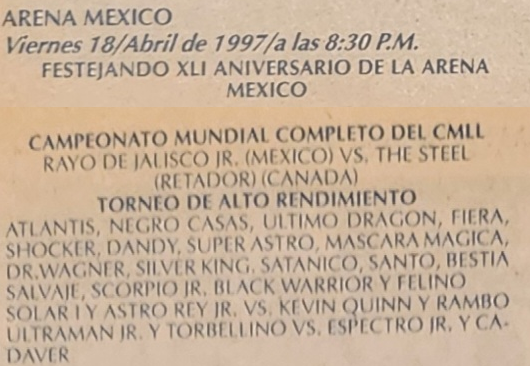 ARENA MEXICO
Viernes 18/Abril de 1997/a las 8:30 P.M.
FESTEJANDO XLI ANIVERSARIO DE LA ARENA
MEXICO
CAMPEONATO MUNDIAL COMPLETO DEL CMLL
RAYO DE JALISCO JR. (MEXICO) VS. THE STEEL
(RETADOR) (CANADA)
TORNEO DE ALTO RENDIMIENTO
ATLANTIS, NEGRO CASAS, ULTIMO DRAGON, FIERA,
SHOCKER, DANDY, SUPER ASTRO, MASCARA MAGICA,
DR.WAGNER, SILVER KING, SATANICO, SANTO, BESTIA
SALVAJE, SCORPIO JR, BLACK WARRIOR Y FELINO
SOLAR I Y ASTRO REY JR. VS. KEVIN QUINN Y RAMBO
ULTRAMAN JR. Y TORBELLINO VS. ESPECTRO JR. Y CA-
DAVER